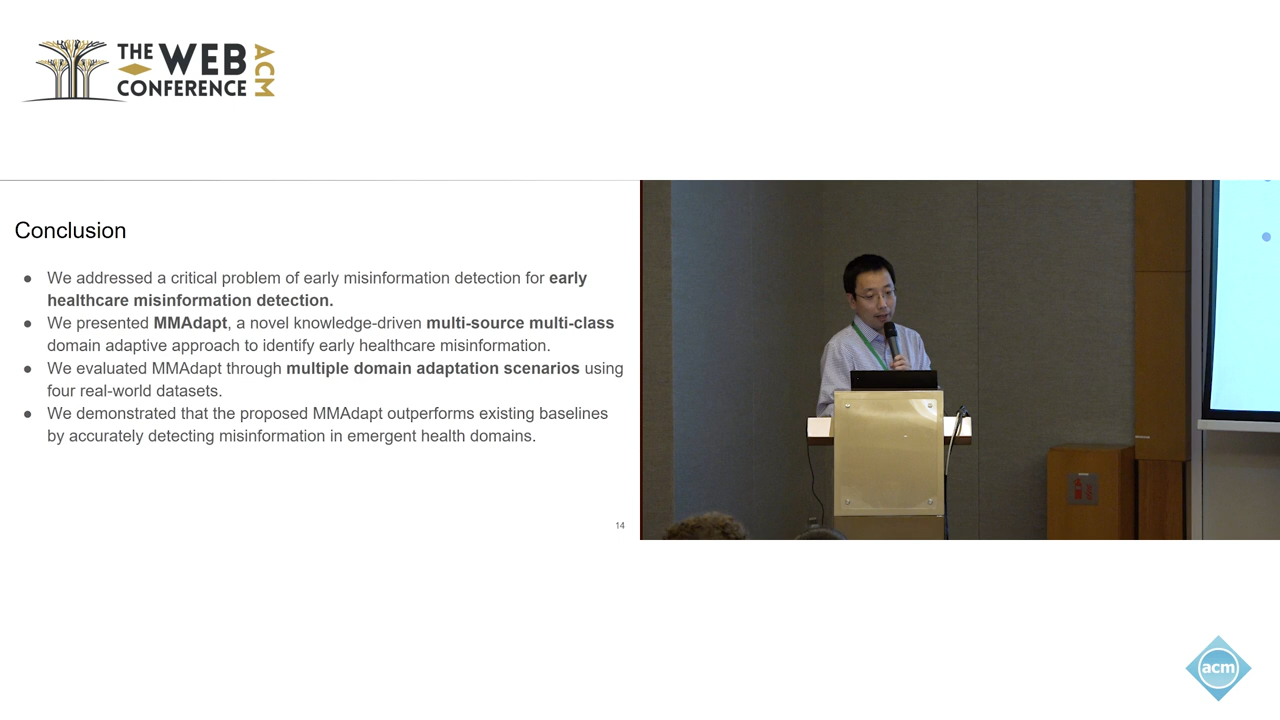 THE WEB
CONFERENCE
ACM
Conclusion
● We addressed a critical problem of early misinformation detection for early
healthcare misinformation detection.
● We presented MMAdapt, a novel knowledge-driven multi-source multi-class
domain adaptive approach to identify early healthcare misinformation.
● We evaluated MMAdapt through multiple domain adaptation scenarios using
four real-world datasets.
● We demonstrated that the proposed MMAdapt outperforms existing baselines
by accurately detecting misinformation in emergent health domains.
14
acm